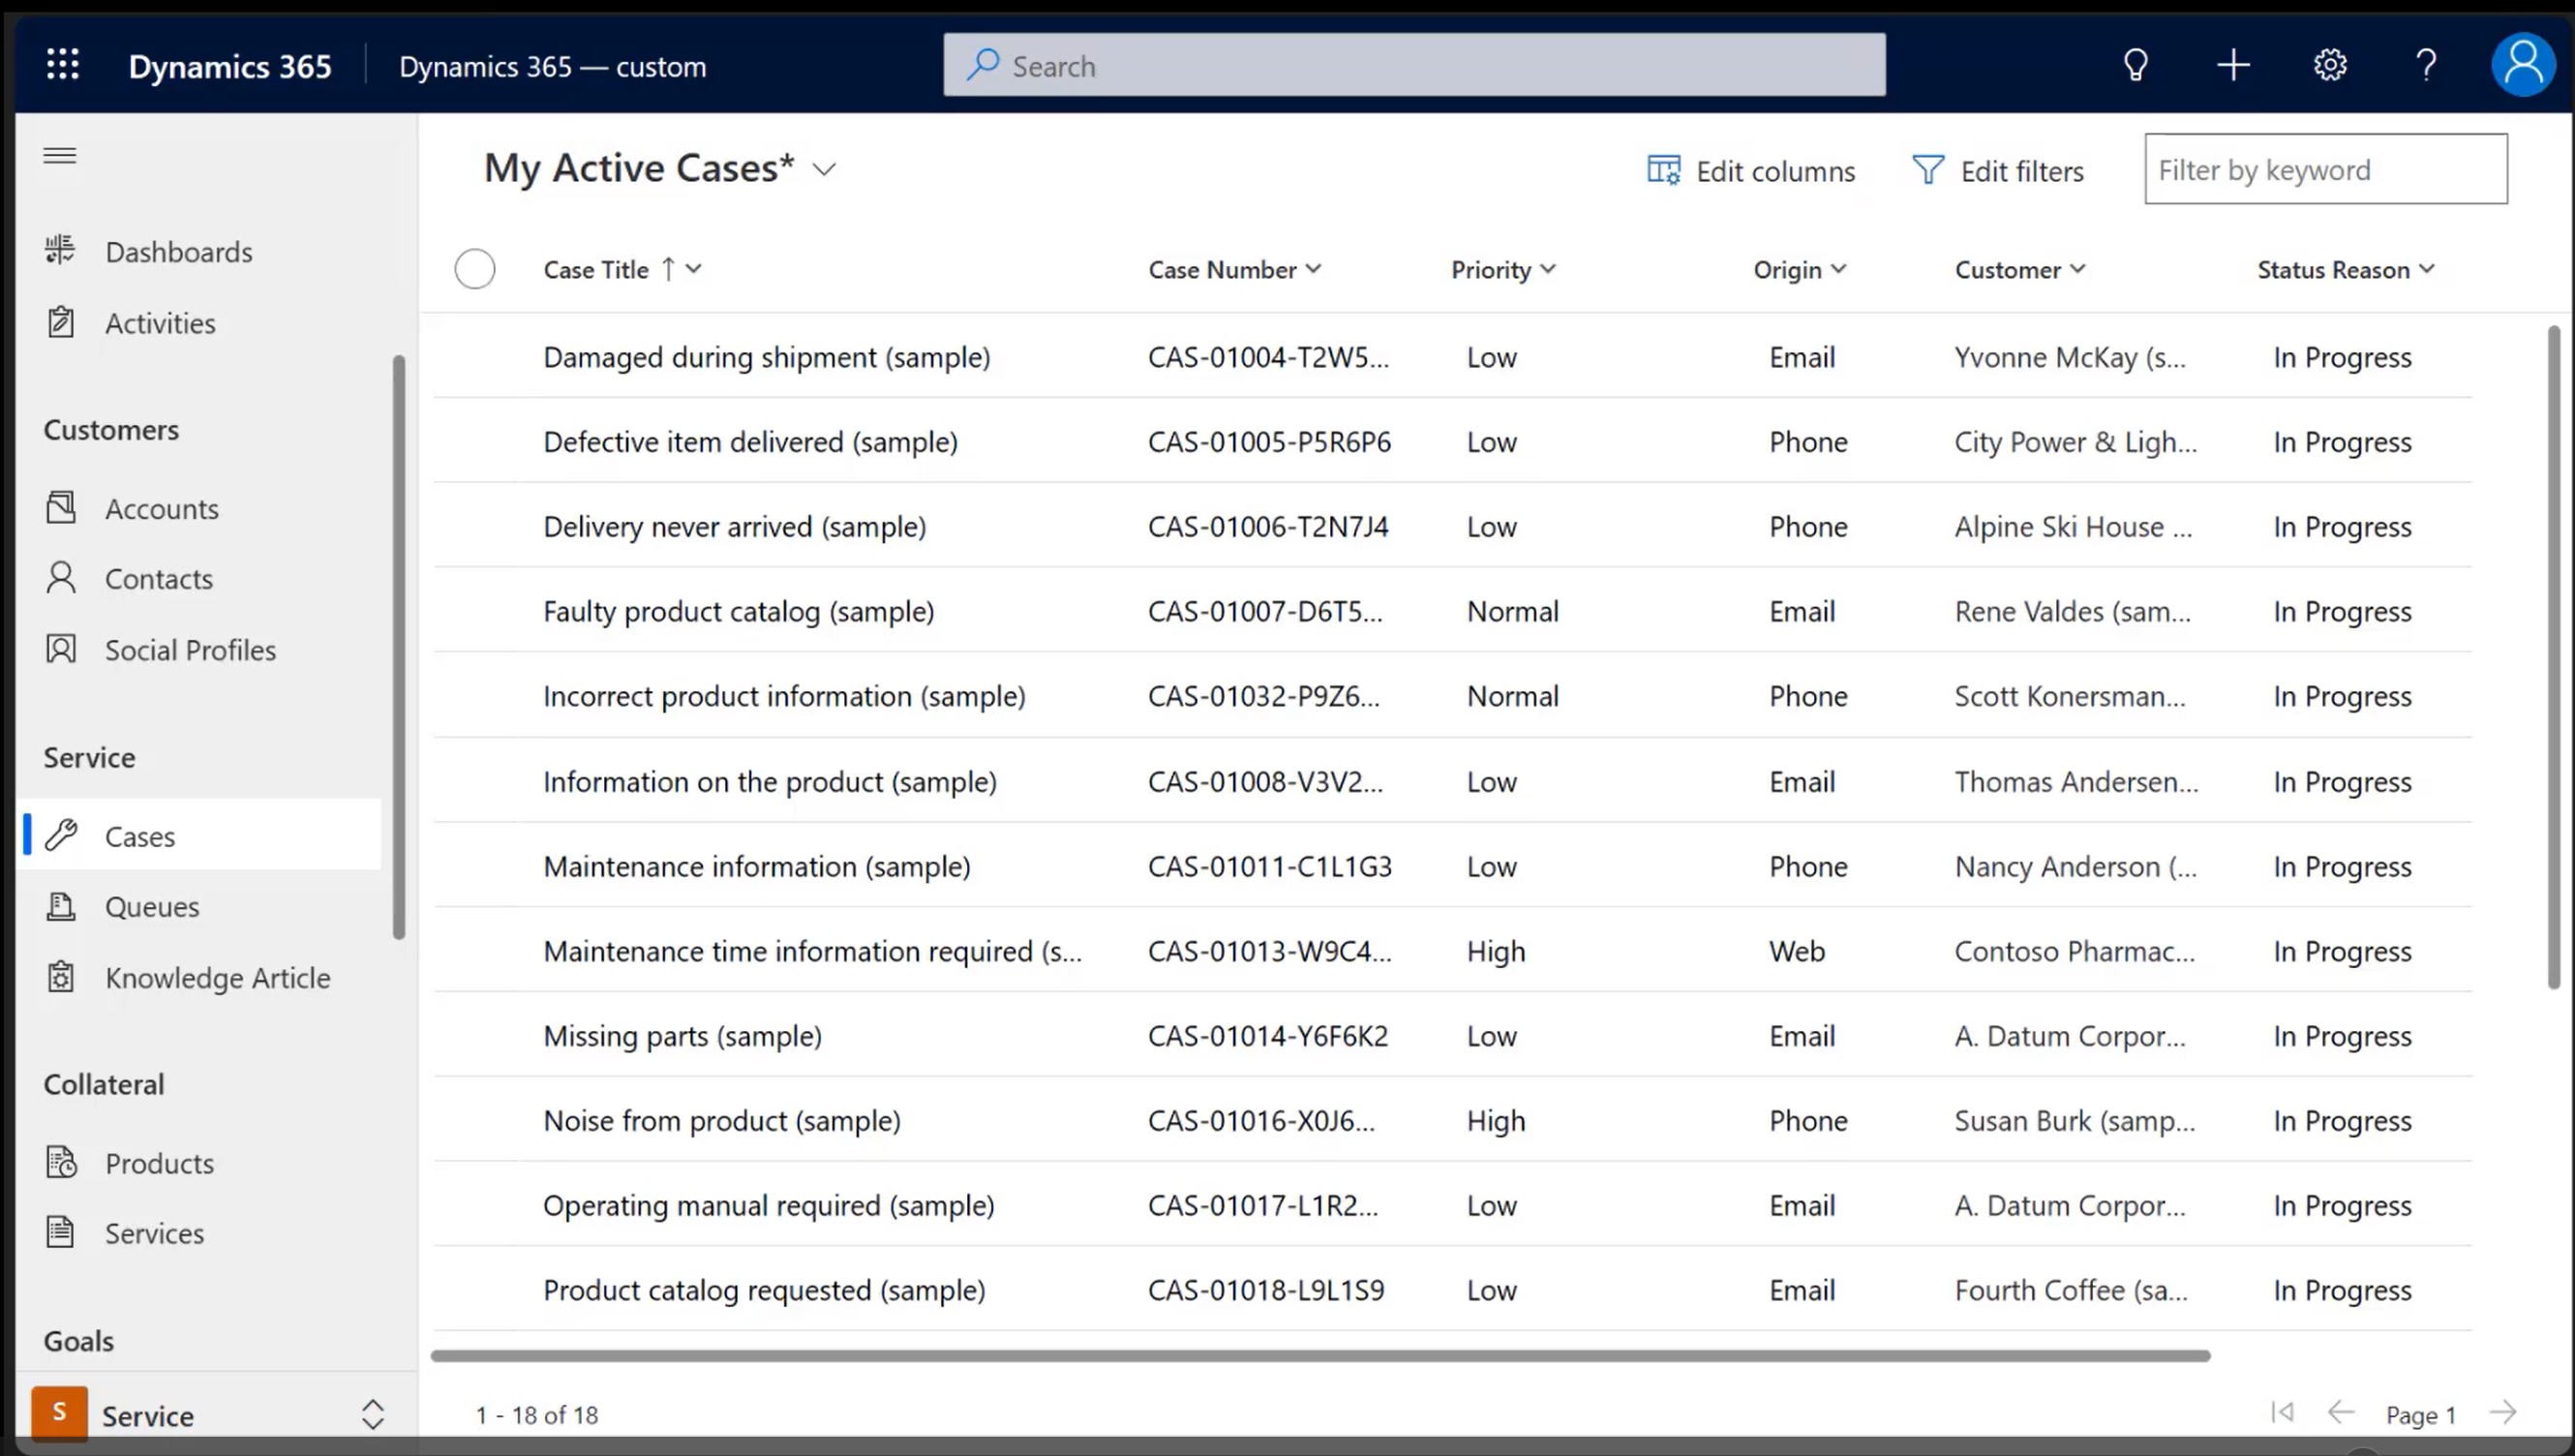 Dynamics 365 Dynamics 365 — custom Search
My Active Cases* Edit columns Edit filters Filter by keyword
Dashboards
Activities
Customers
Accounts
Contacts
Social Profiles
Service
Cases
Queues
Knowledge Article
Collateral
Products
Services
Goals
S Service
Case Title Case Number Priority Origin Customer Status Reason
Damaged during shipment (sample) CAS-01004-T2W5... Low Email Yvonne McKay (s... In Progress
Defective item delivered (sample) CAS-01005-P5R6P6 Low Phone City Power & Ligh... In Progress
Delivery never arrived (sample) CAS-01006-T2N7J4 Low Phone Alpine Ski House ... In Progress
Faulty product catalog (sample) CAS-01007-D6T5... Normal Email Rene Valdes (sam... In Progress
Incorrect product information (sample) CAS-01032-P9Z6... Normal Phone Scott Konersman... In Progress
Information on the product (sample) CAS-01008-V3V2... Low Email Thomas Andersen... In Progress
Maintenance information (sample) CAS-01011-C1L1G3 Low Phone Nancy Anderson (... In Progress
Maintenance time information required (s... CAS-01013-W9C4... High Web Contoso Pharmac... In Progress
Missing parts (sample) CAS-01014-Y6F6K2 Low Email A. Datum Corpor... In Progress
Noise from product (sample) CAS-01016-X0J6... High Phone Susan Burk (samp... In Progress
Operating manual required (sample) CAS-01017-L1R2... Low Email A. Datum Corpor... In Progress
Product catalog requested (sample) CAS-01018-L9L1S9 Low Email Fourth Coffee (sa... In Progress
1 - 18 of 18 Page 1